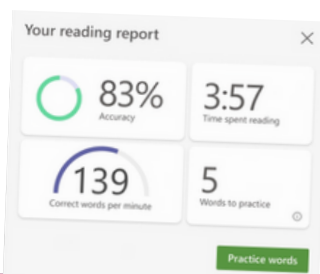 Your reading report
83%
Accuracy
3:57
Time spent reading
139
Correct words per minute
5
Words to practice
Practice words